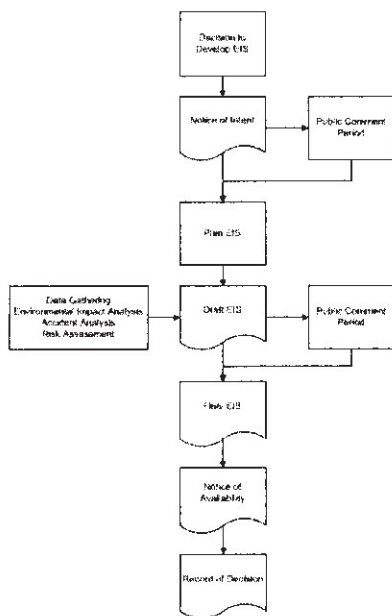 Decision to
Develop EIS
Notice of Intent
Public Comment
Period
Plan EIS
Data Gathering
Environmental Impact Analysis
Accident Analysis
Risk Assessment
Draft EIS
Public Comment
Period
Final EIS
Notice of
Availability
Record of Decision